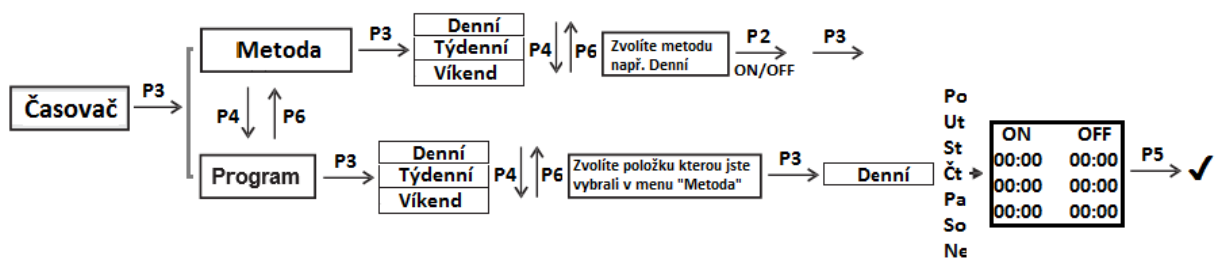 Časovač
P3
Metoda
P4
P6
Program
P3
Denní
Týdenní
Víkend
P4
P6
Zvolíte metodu
např. Denní
P2
ON/OFF
P3
P3
Denní
Týdenní
Víkend
P4
P6
Zvolíte položku kterou jste
vybrali v menu "Metoda"
P3
Denní
Po
Ut
St
Čt
Pa
So
Ne
ON OFF
00:00 00:00
00:00 00:00
00:00 00:00
P5